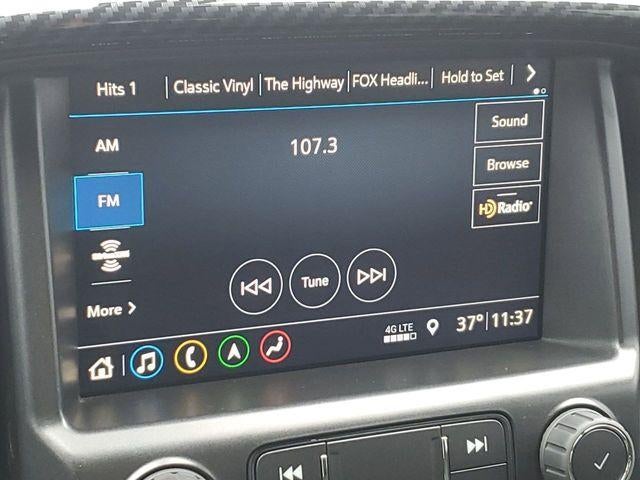 Hits 1 Classic Vinyl The Highway FOX Headli... Hold to Set
AM 107.3 Sound
FM Browse
HD Radio
Tune
More
4G LTE 37° 11:37